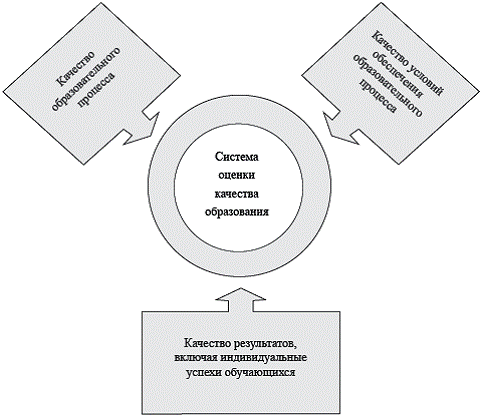 Качество
образовательного
процесса
Качество условий
обеспечения
образовательного
процесса
Система
оценки
качества
образования
Качество результатов,
включая индивидуальные
успехи обучающихся